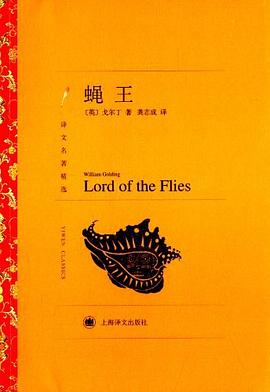 蝇王
〔英〕戈尔丁 著 龚志成 译
译文名著精选
YIWEN CLASSICS
William Golding
Lord of the Flies
上海译文出版社